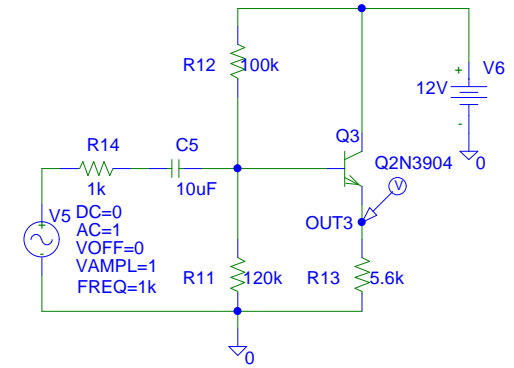 R12
100k
V6
+
12V
-
0
Q3
Q2N3904
V
R14
1k
C5
10uF
OUT3
V5
+
-
DC=0
AC=1
VOFF=0
VAMPL=1
FREQ=1k
R11
120k
R13
5.6k
0